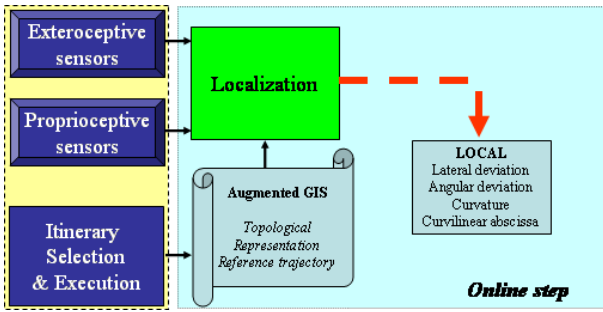 Exteroceptive
sensors
Proprioceptive
sensors
Itinerary
Selection
& Execution
Localization
Augmented GIS
Topological
Representation
Reference trajectory
LOCAL
Lateral deviation
Angular deviation
Curvature
Curvilinear abscissa
Online step